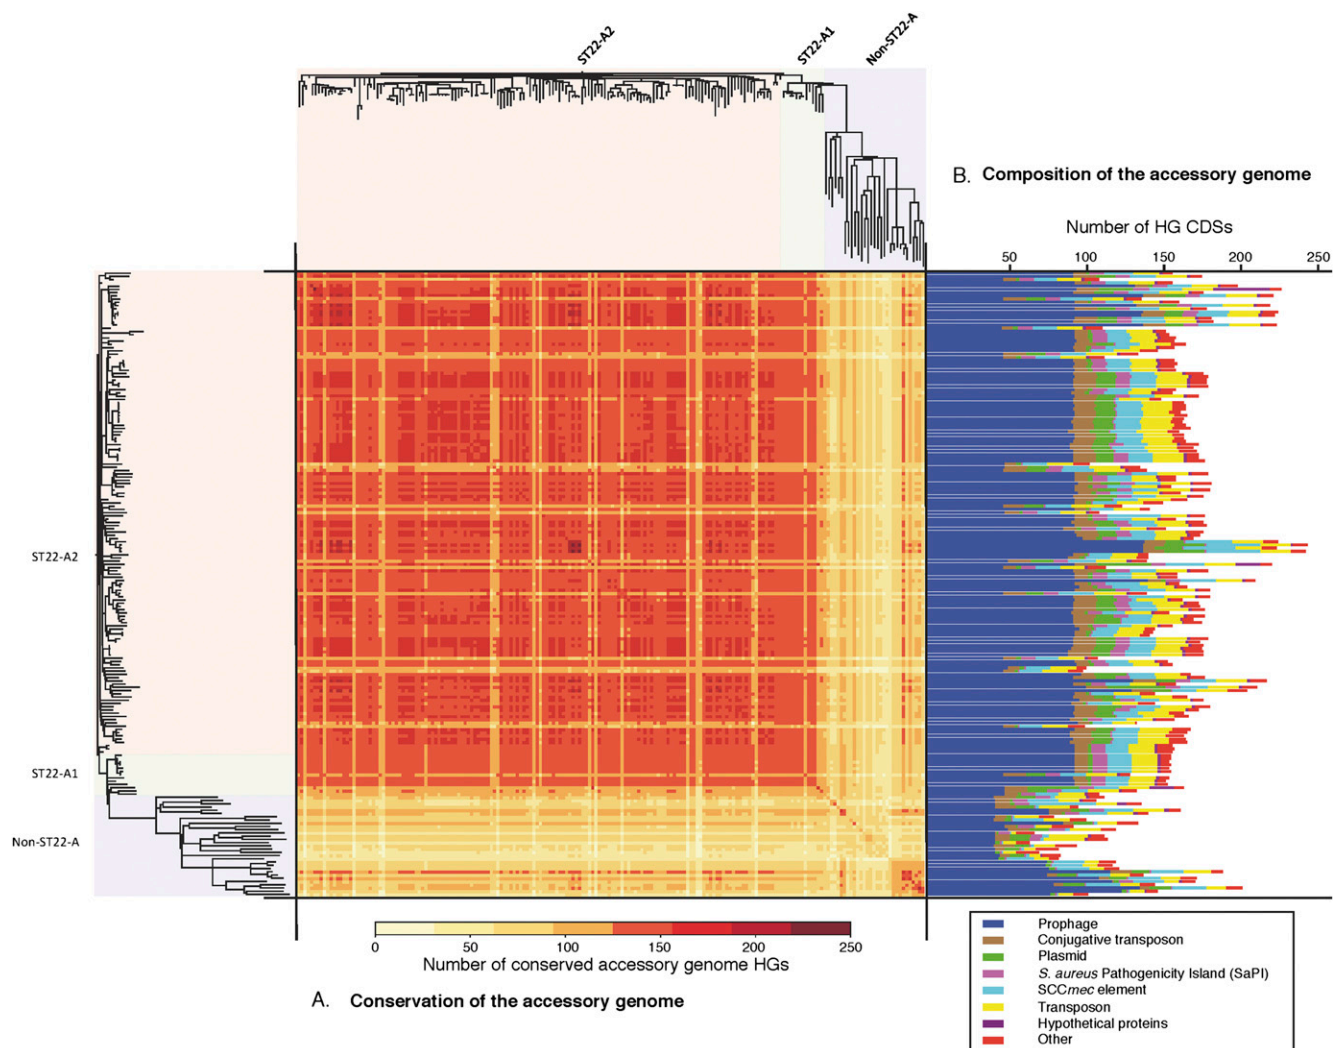 ST22-A2
ST22-A1
Non-ST22-A
B. Composition of the accessory genome
Number of HG CDSs
50 100 150 200 250
ST22-A2
ST22-A1
Non-ST22-A
0 50 100 150 200 250
Number of conserved accessory genome HGs
A. Conservation of the accessory genome
Prophage
Conjugative transposon
Plasmid
S. aureus Pathogenicity Island (SaPI)
SCCmec element
Transposon
Hypothetical proteins
Other